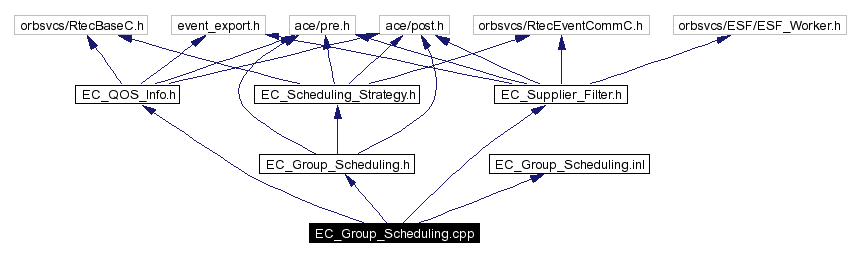 orbsvcs/RtecBaseC.h
event_export.h
ace/pre.h
ace/post.h
orbsvcs/RtecEventCommC.h
orbsvcs/ESF/ESF_Worker.h
EC_QOS_Info.h
EC_Scheduling_Strategy.h
EC_Supplier_Filter.h
EC_Group_Scheduling.h
EC_Group_Scheduling.inl
EC_Group_Scheduling.cpp